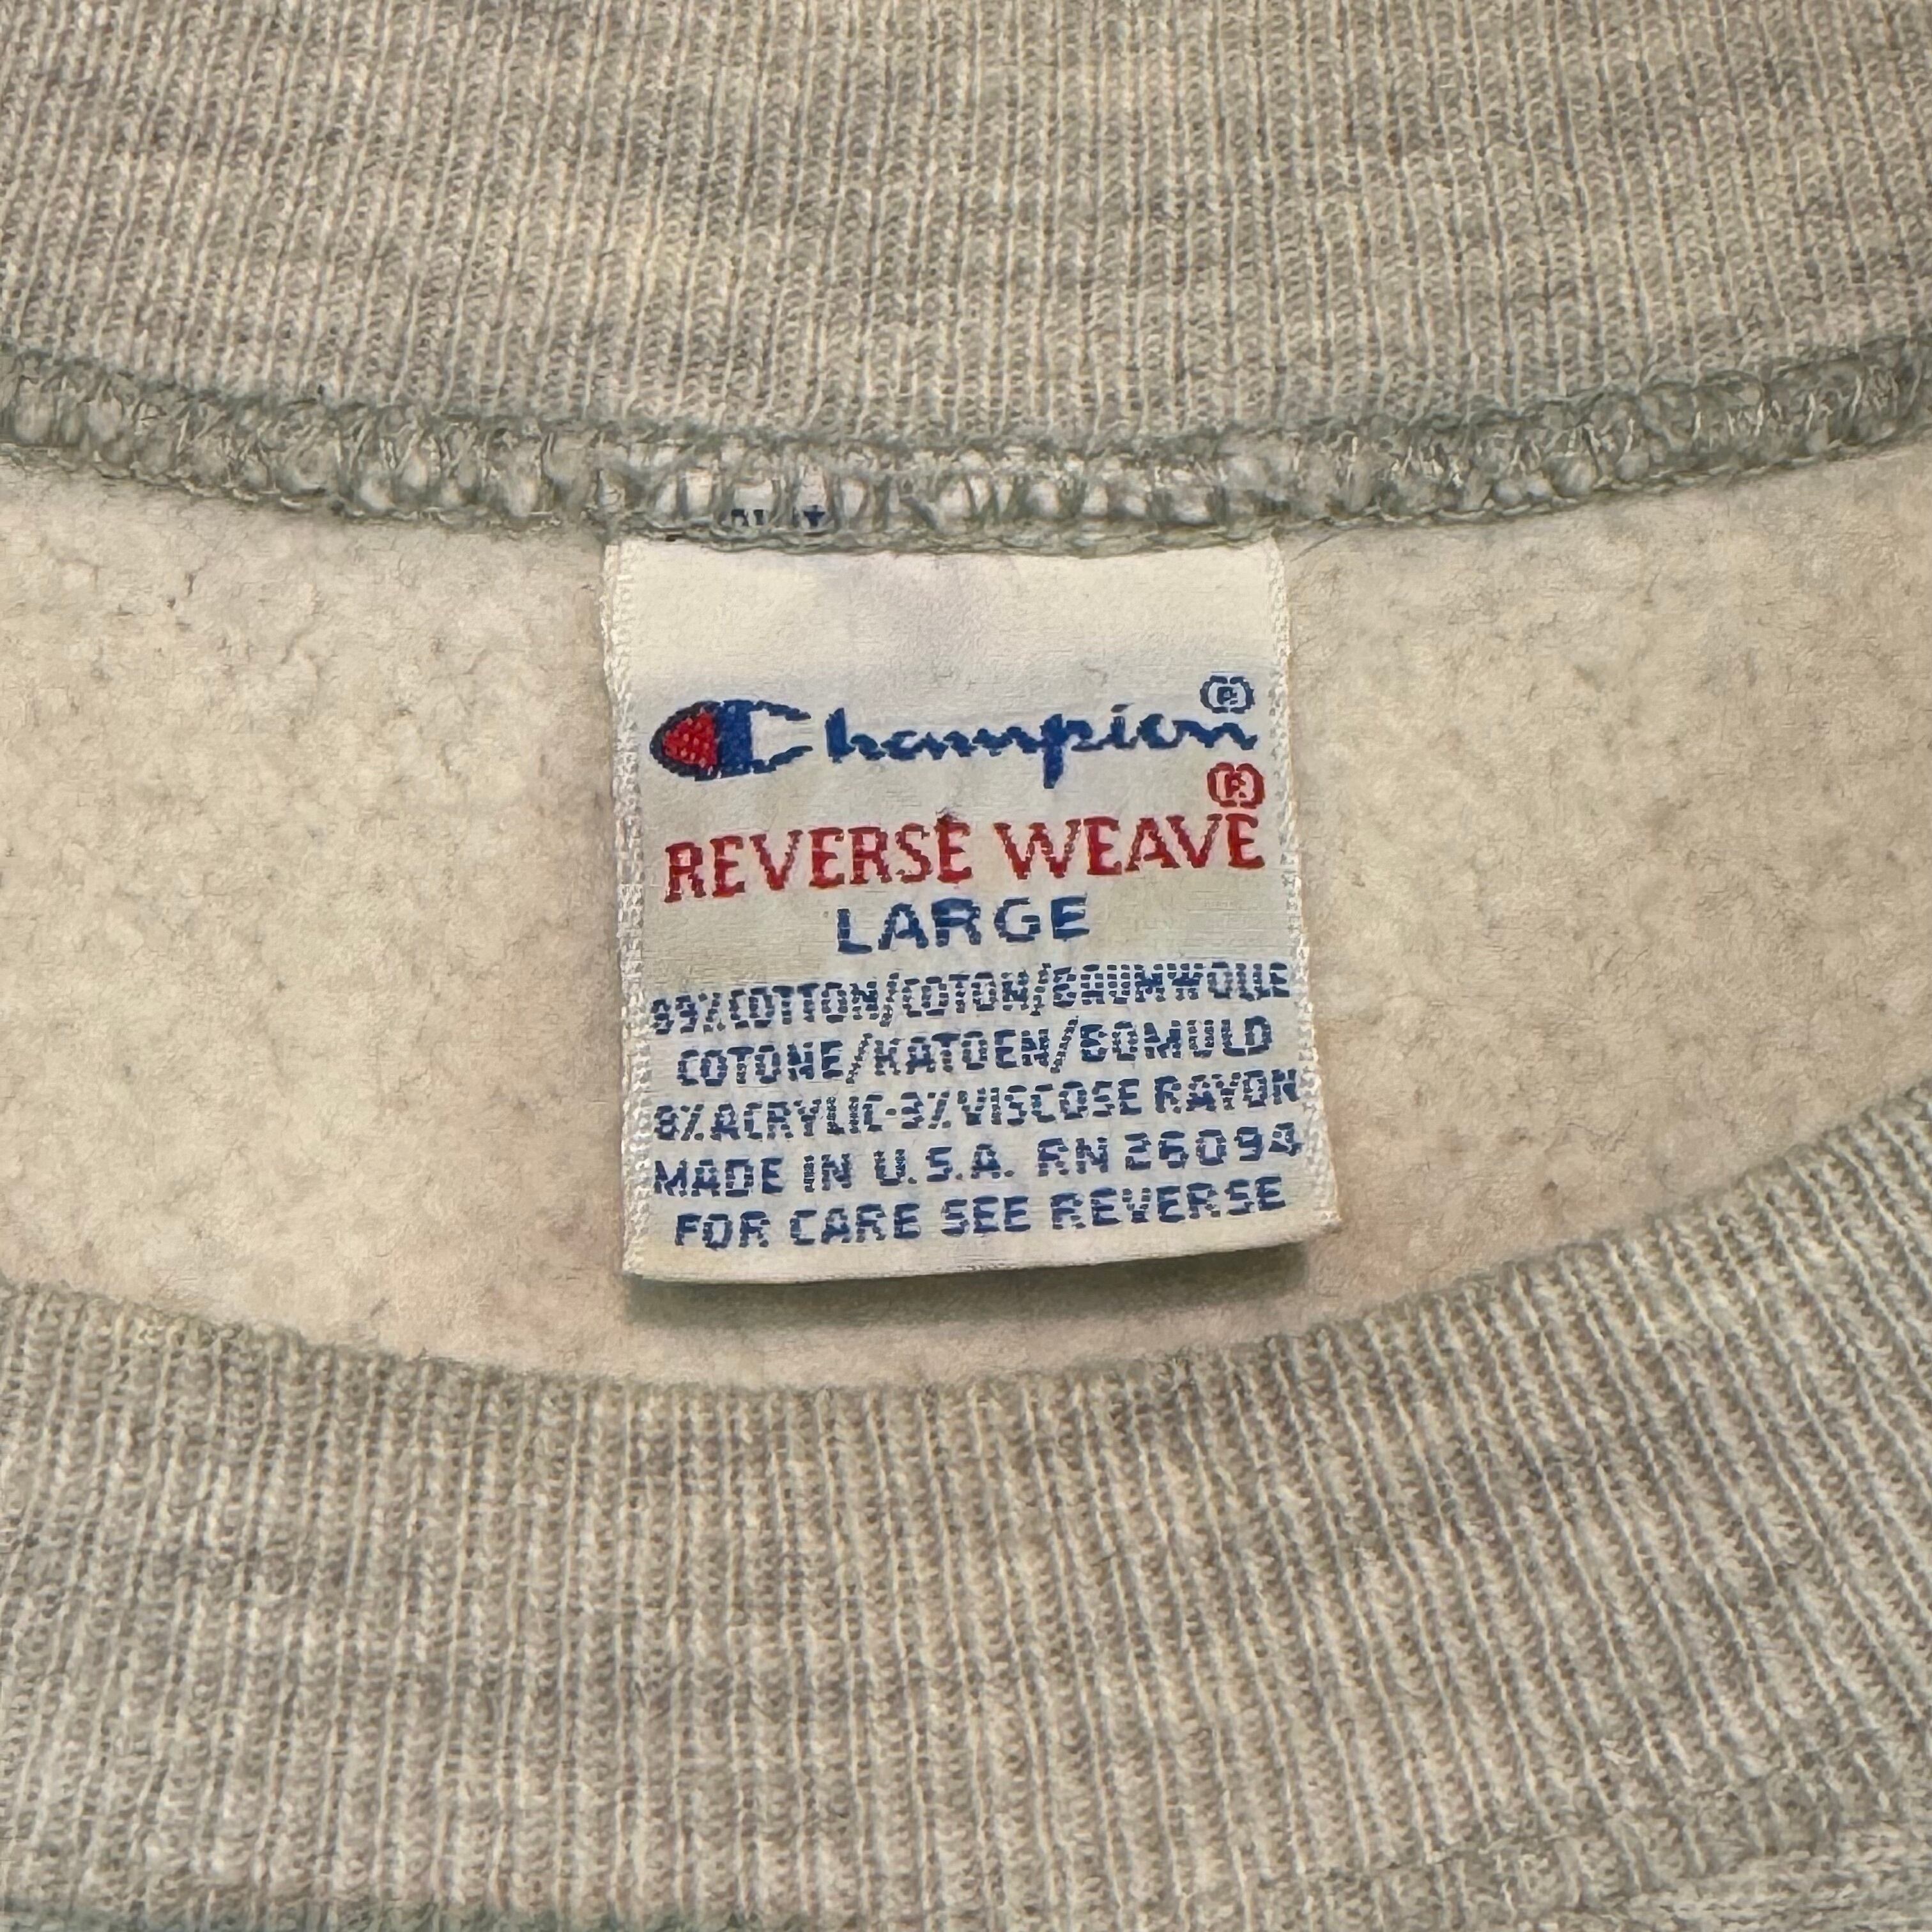 Champion®
REVERSE WEAVE®
LARGE
89% COTTON/COTON/BAUMWOLLE
COTONE/KATOEN/BOMULD
8% ACRYLIC-3% VISCOSE RAYON
MADE IN U.S.A. RN 26094
FOR CARE SEE REVERSE